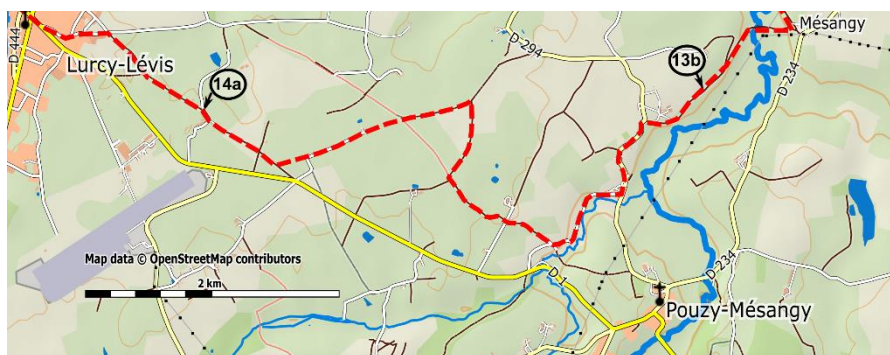 D-444
Lurcy-Lévis
14a
D-294
13b
Mésangy
D-234
Map data © OpenStreetMap contributors
2 km
D-1
D-234
Pouzy-Mésangy